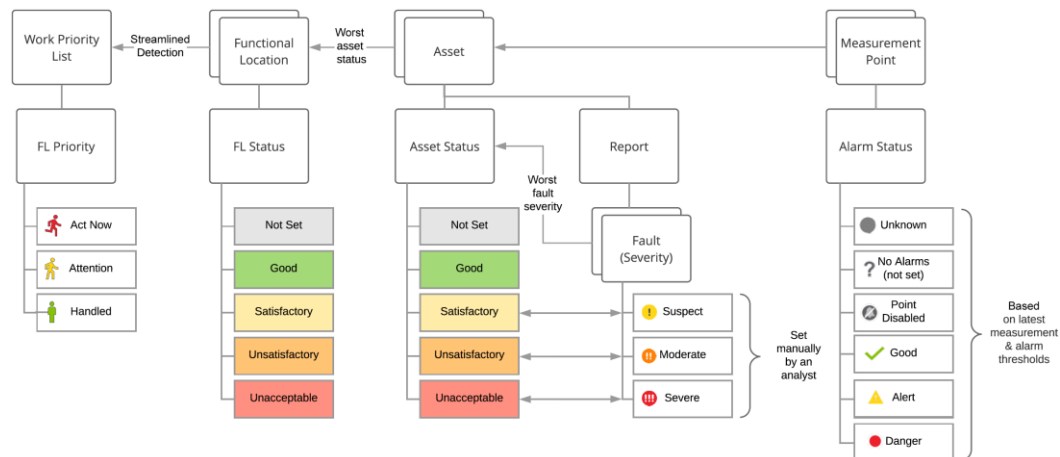 Work Priority
List
Streamlined
Detection
Functional
Location
Worst
asset
status
Asset
Measurement
Point
FL Priority
FL Status
Asset Status
Report
Alarm Status
Worst
fault
severity
Act Now
Attention
Handled
Not Set
Good
Satisfactory
Unsatisfactory
Unacceptable
Not Set
Good
Satisfactory
Unsatisfactory
Unacceptable
Fault
(Severity)
! Suspect
!! Moderate
!!! Severe
Set
manually
by an
analyst
Unknown
? No Alarms
(not set)
Point
Disabled
Good
! Alert
Danger
Based
on latest
measurement
& alarm
thresholds